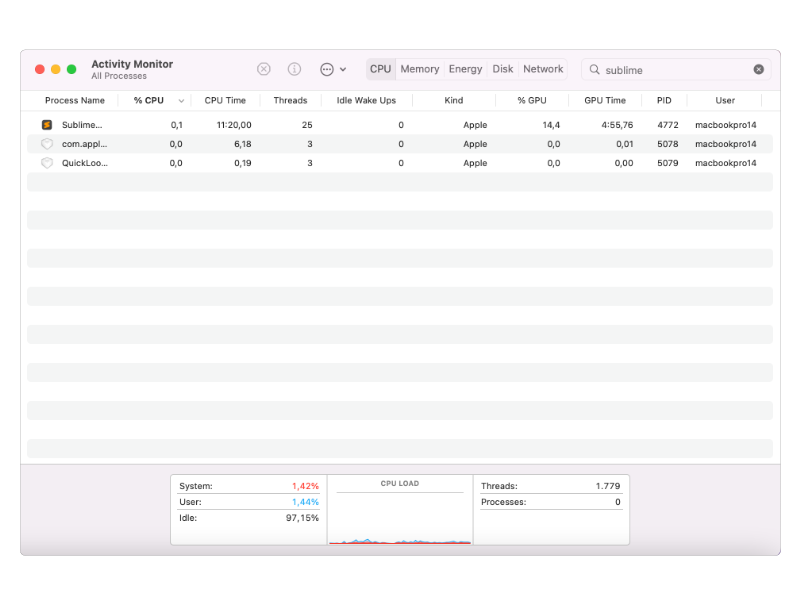 Activity Monitor
All Processes
CPU Memory Energy Disk Network
sublime
Process Name % CPU CPU Time Threads Idle Wake Ups Kind % GPU GPU Time PID User
Sublime... 0,1 11:20,00 25 0 Apple 14,4 4:55,76 4772 macbookpro14
com.appl... 0,0 6,18 3 0 Apple 0,0 0,01 5078 macbookpro14
QuickLoo... 0,0 0,19 3 0 Apple 0,0 0,00 5079 macbookpro14
System: 1,42%
User: 1,44%
Idle: 97,15%
CPU LOAD
Threads: 1.779
Processes: 0